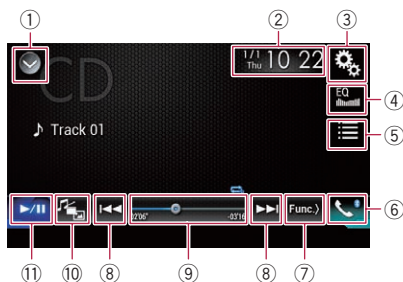 ① ② ③
CD
1/1
Thu 10 22
EQ
④
♪ Track 01
⑤
02'06" -03'16
Func.⟩
⑥
⑪ ⑩ ⑧ ⑨ ⑧ ⑦